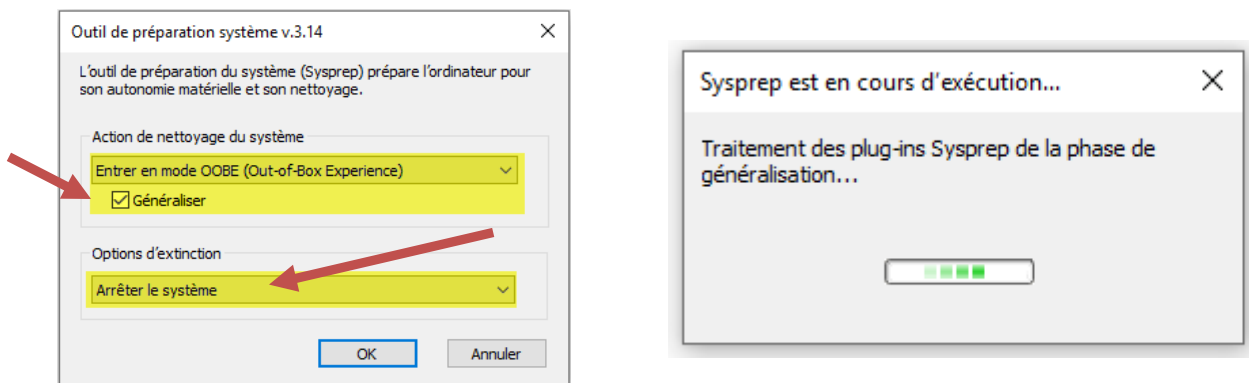 Outil de préparation système v.3.14
L'outil de préparation du système (Sysprep) prépare l'ordinateur pour
son autonomie matérielle et son nettoyage.
Action de nettoyage du système
Entrer en mode OOBE (Out-of-Box Experience)
Généraliser
Options d'extinction
Arrêter le système
OK
Annuler
Sysprep est en cours d'exécution...
Traitement des plug-ins Sysprep de la phase de
généralisation...